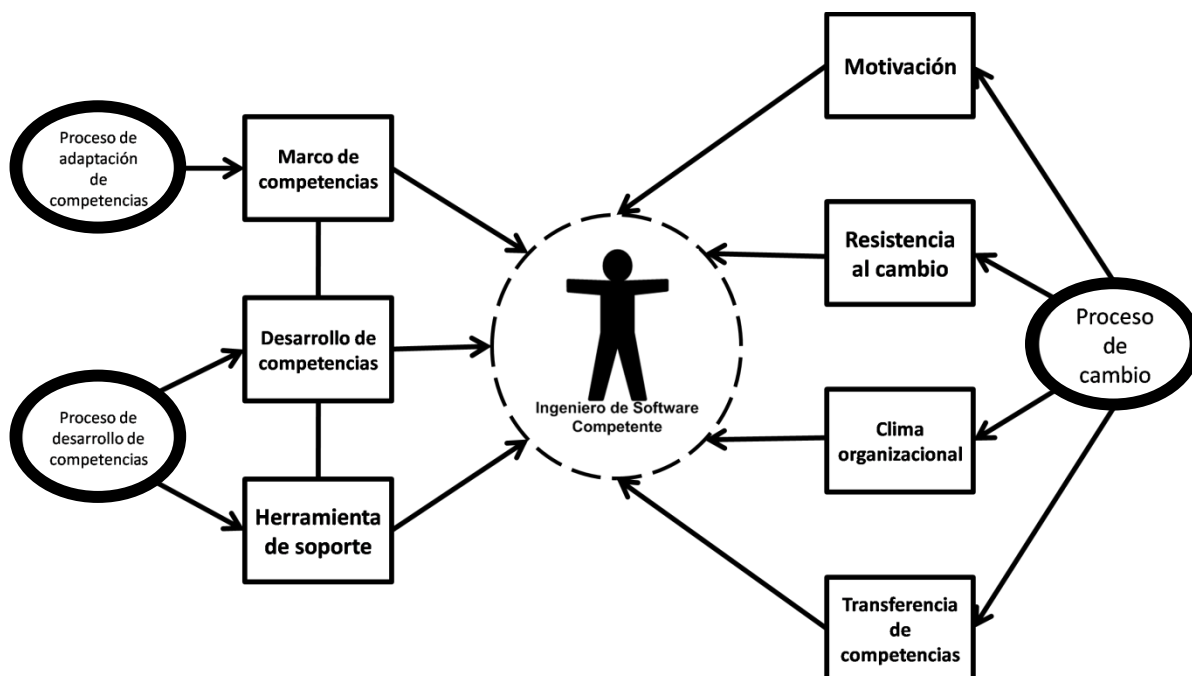 Proceso de
adaptación
de
competencias
Marco de
competencias
Desarrollo de
competencias
Proceso de
desarrollo de
competencias
Herramienta
de soporte
Ingeniero de Software
Competente
Motivación
Resistencia
al cambio
Clima
organizacional
Transferencia
de
competencias
Proceso
de
cambio